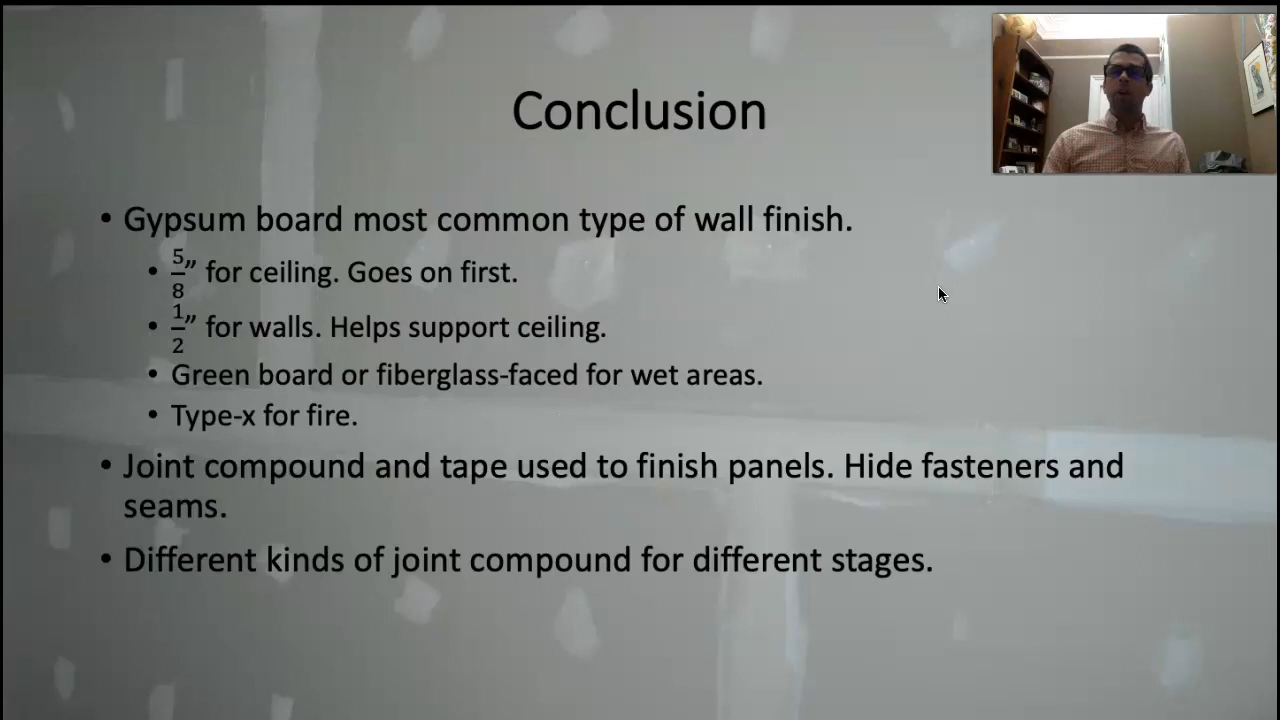 Conclusion
• Gypsum board most common type of wall finish.
• 5/8” for ceiling. Goes on first.
• 1/2” for walls. Helps support ceiling.
• Green board or fiberglass-faced for wet areas.
• Type-x for fire.
• Joint compound and tape used to finish panels. Hide fasteners and
seams.
• Different kinds of joint compound for different stages.